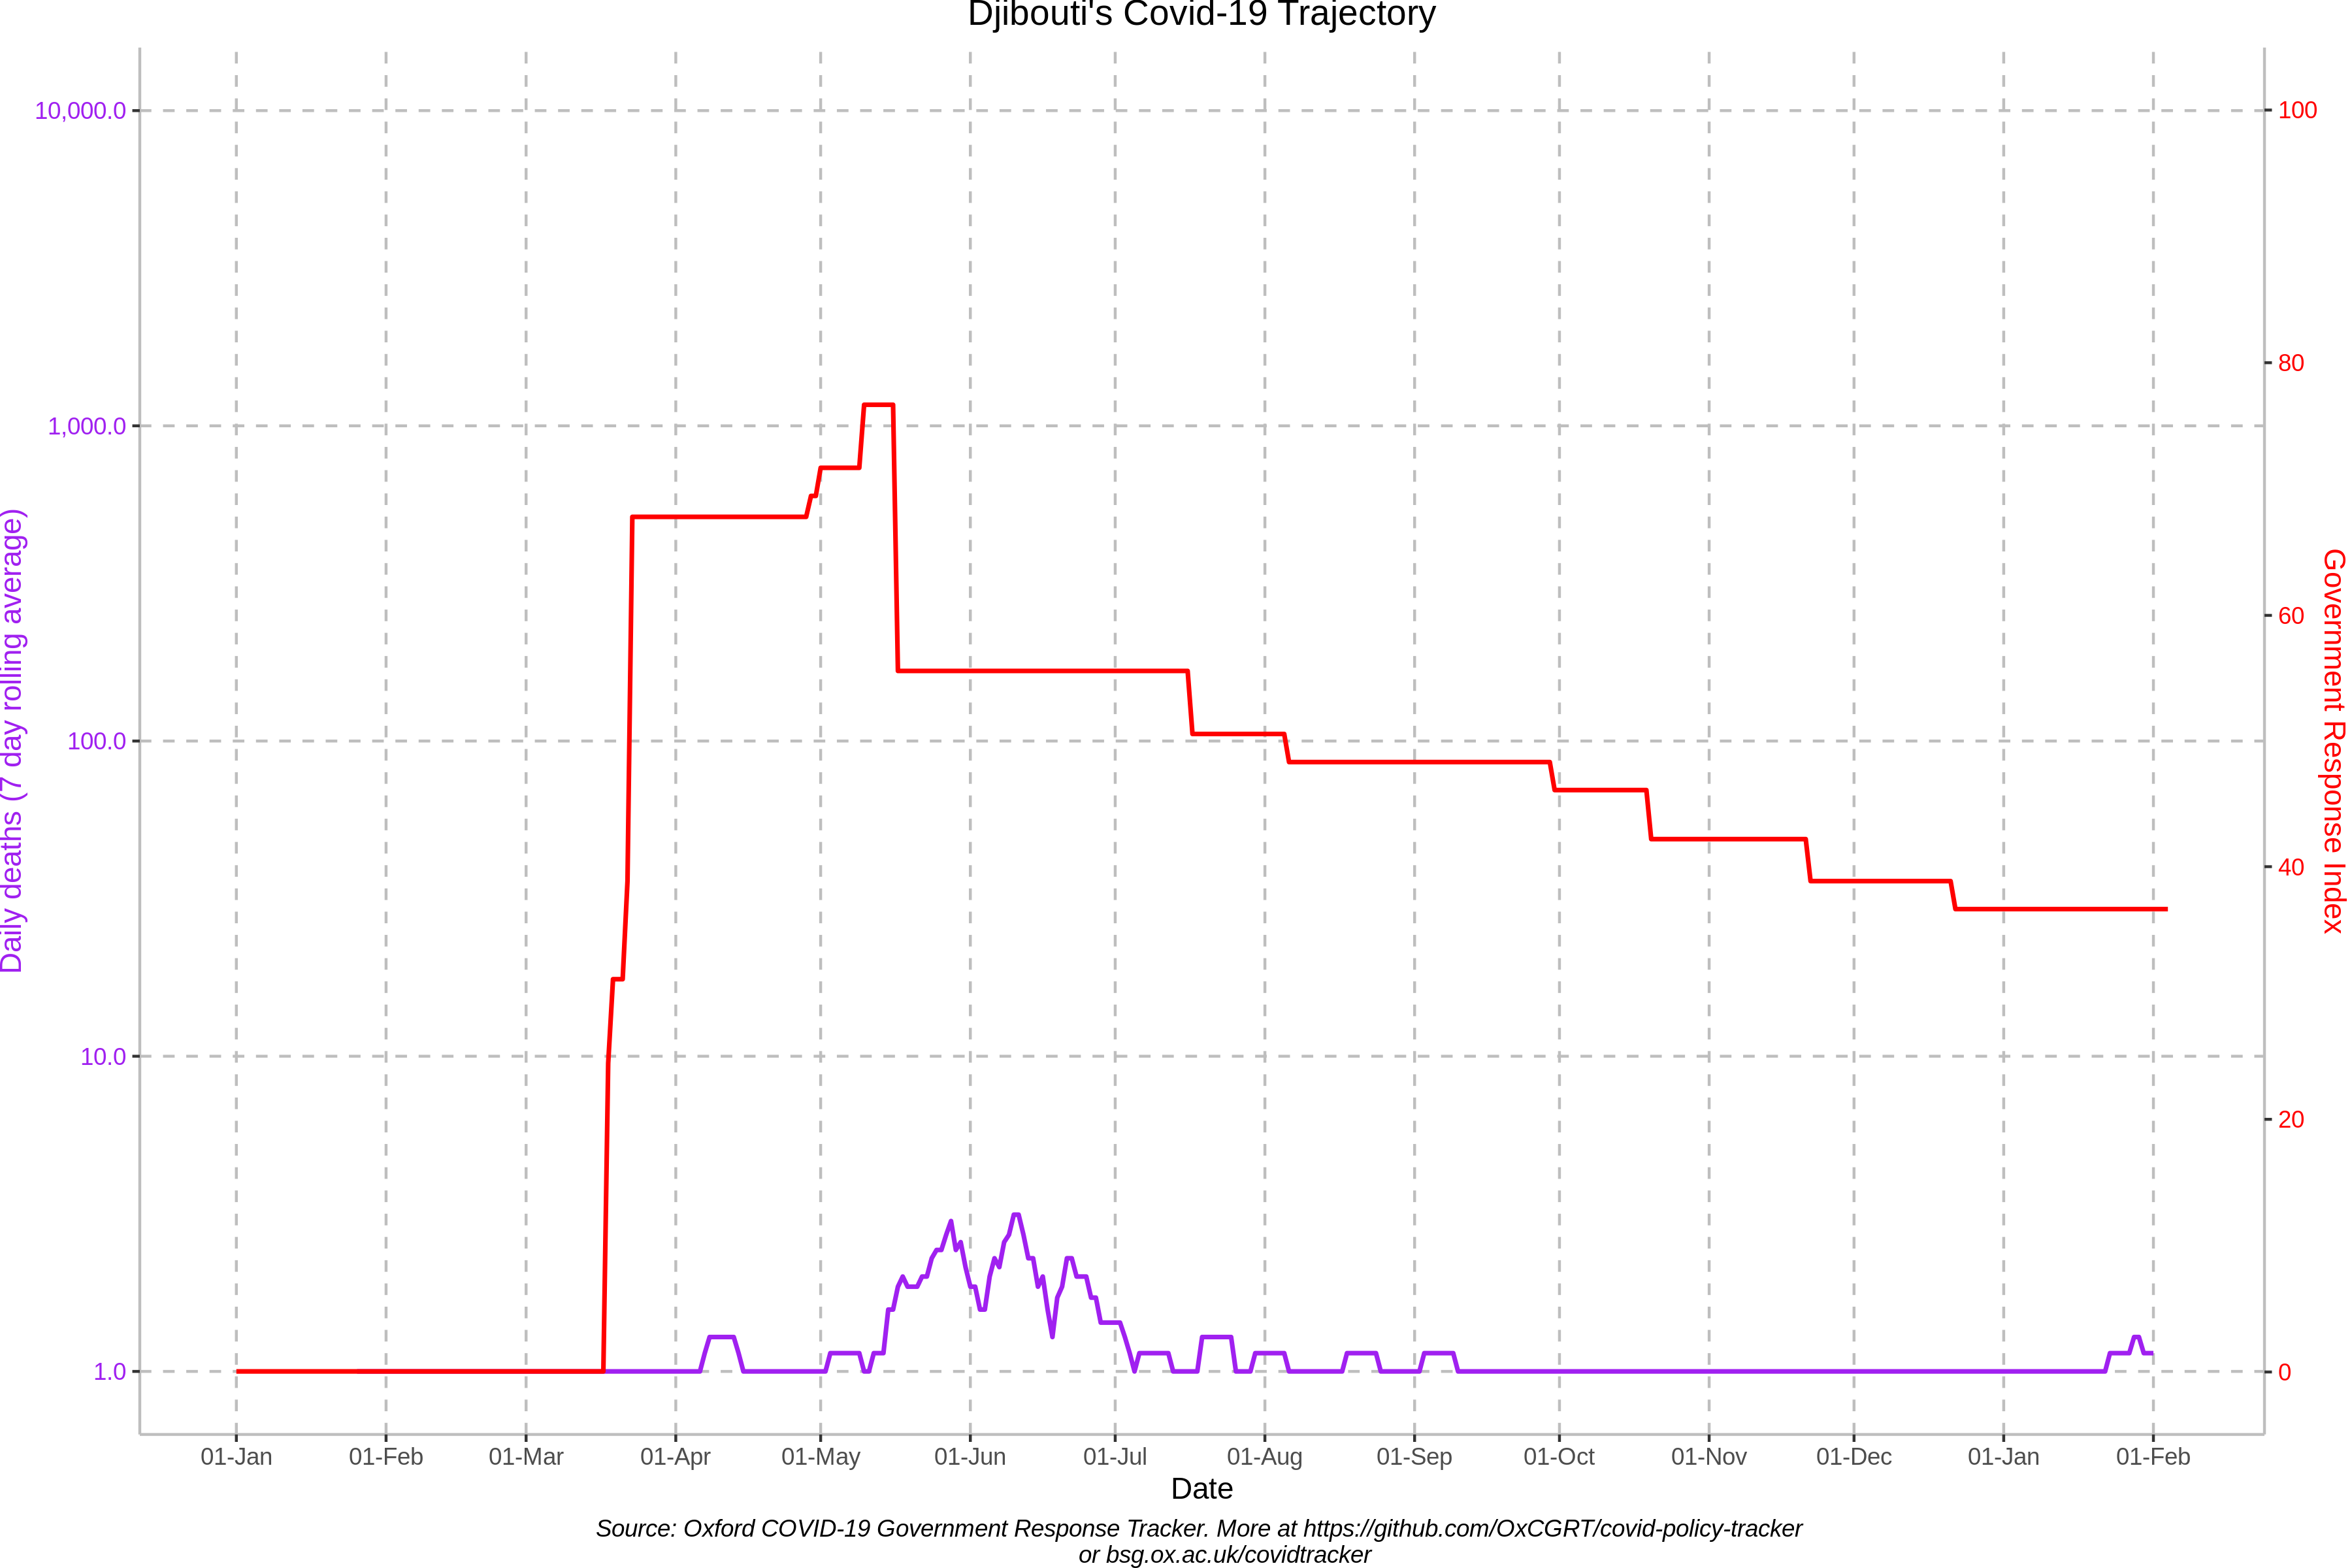 Djibouti's Covid-19 Trajectory
10,000.0
1,000.0
100.0
10.0
1.0
Daily deaths (7 day rolling average)
100
80
60
40
20
0
Government Response Index
01-Jan 01-Feb 01-Mar 01-Apr 01-May 01-Jun 01-Jul 01-Aug 01-Sep 01-Oct 01-Nov 01-Dec 01-Jan 01-Feb
Date
Source: Oxford COVID-19 Government Response Tracker. More at https://github.com/OxCGRT/covid-policy-tracker
or bsg.ox.ac.uk/covidtracker